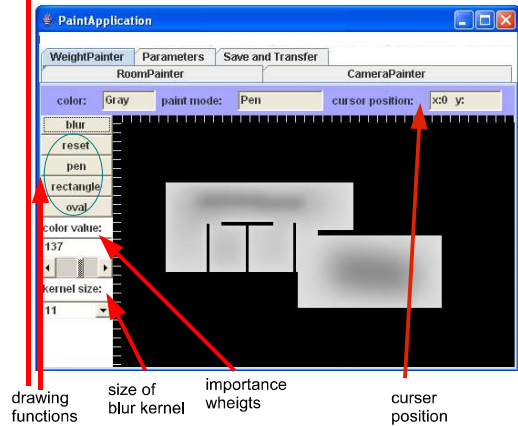 PaintApplication
WeightPainter Parameters Save and Transfer
RoomPainter CameraPainter
color: Gray paint mode: Pen cursor position: x:0 y:
blur
reset
pen
rectangle
oval
color value:
137
kernel size:
11
drawing
functions
size of
blur kernel
importance
wheigts
curser
position